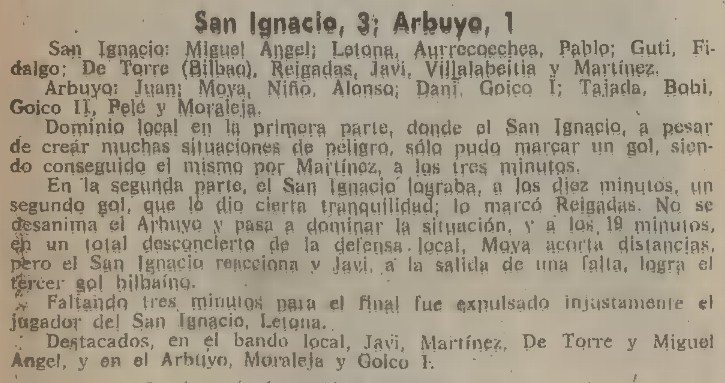 San Ignacio, 3; Arbuyo, 1
San Ignacio: Miguel Angel; Letona, Aurrecoechea, Pablo; Guti, Fi-
dalgo; De Torre (Bilbao), Reigadas, Javi, Villalabeitia y Martínez.
Arbuyo: Juan; Moya, Niño, Alonso; Dani, Goico I; Tajada, Bobi,
Goico II, Pelé y Moraleja.
Dominio local en la primera parte, donde el San Ignacio, a pesar
de crear muchas situaciones de peligro, sólo pudo marcar un gol, sien-
do conseguido el mismo por Martínez, a los tres minutos.
En la segunda parte, el San Ignacio lograba, a los diez minutos, un
segundo gol, que le dio cierta tranquilidad; lo marcó Reigadas. No se
desanima el Arbuyo y pasa a dominar la situación, y a los 19 minutos,
en un total desconcierto de la defensa local, Moya acorta distancias,
pero el San Ignacio reacciona y Javi, a la salida de una falta, logra el
tercer gol bilbaíno.
Faltando tres minutos para el final fue expulsado injustamente el
jugador del San Ignacio, Letona.
Destacados, en el bando local, Javi, Martínez, De Torre y Miguel
Angel, y en el Arbuyo, Moraleja y Goico I.